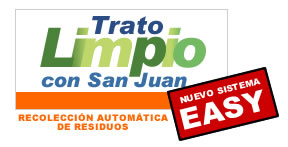 Trato
Limpio
con San Juan
RECOLECCIÓN AUTOMÁTICA
DE RESIDUOS
NUEVO SISTEMA
EASY